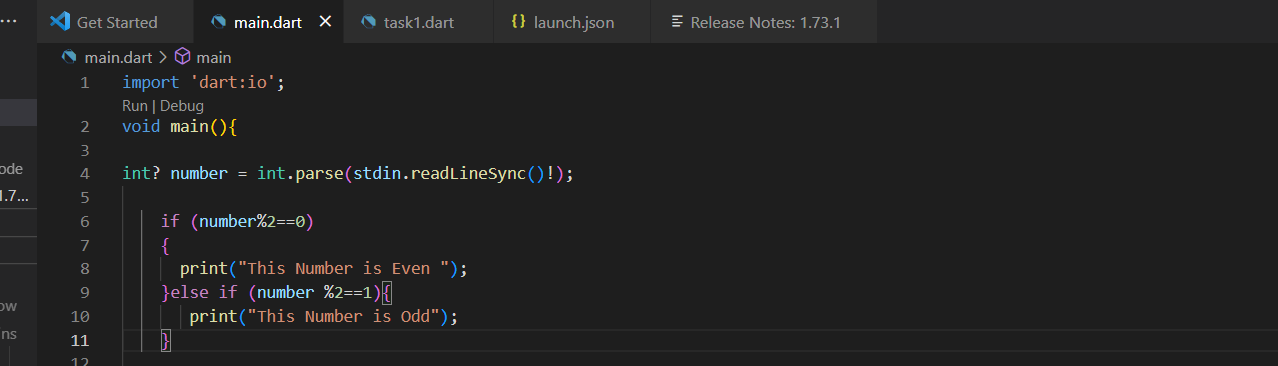 ··· Get Started main.dart × task1.dart {} launch.json Release Notes: 1.73.1
main.dart > main
1 import 'dart:io';
Run | Debug
2 void main(){
3
4 int? number = int.parse(stdin.readLineSync()!);
5
6 if (number%2==0)
7 {
8 print("This Number is Even ");
9 }else if (number %2==1){
10 print("This Number is Odd");
11 }
12
ode
1.7...
ow
ns